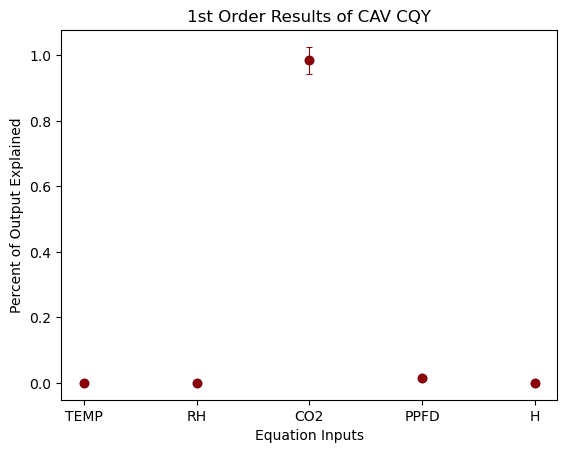 1st Order Results of CAV CQY
Percent of Output Explained
1.0
0.8
0.6
0.4
0.2
0.0
TEMP RH CO2 PPFD H
Equation Inputs